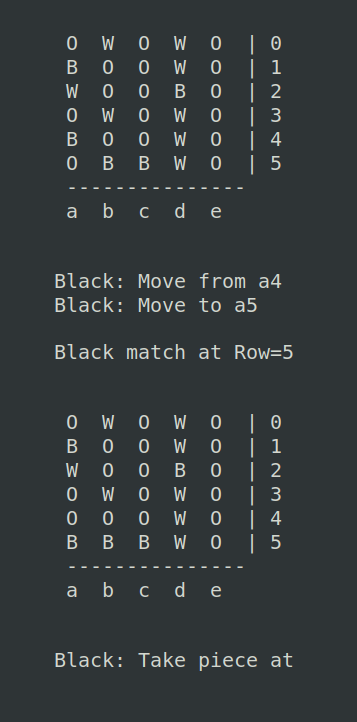 O W O W O | 0
B O O W O | 1
W O O B O | 2
O W O W O | 3
B O O W O | 4
O B B W O | 5
---------------
a b c d e
Black: Move from a4
Black: Move to a5
Black match at Row=5
O W O W O | 0
B O O W O | 1
W O O B O | 2
O W O W O | 3
O O O W O | 4
B B B W O | 5
---------------
a b c d e
Black: Take piece at